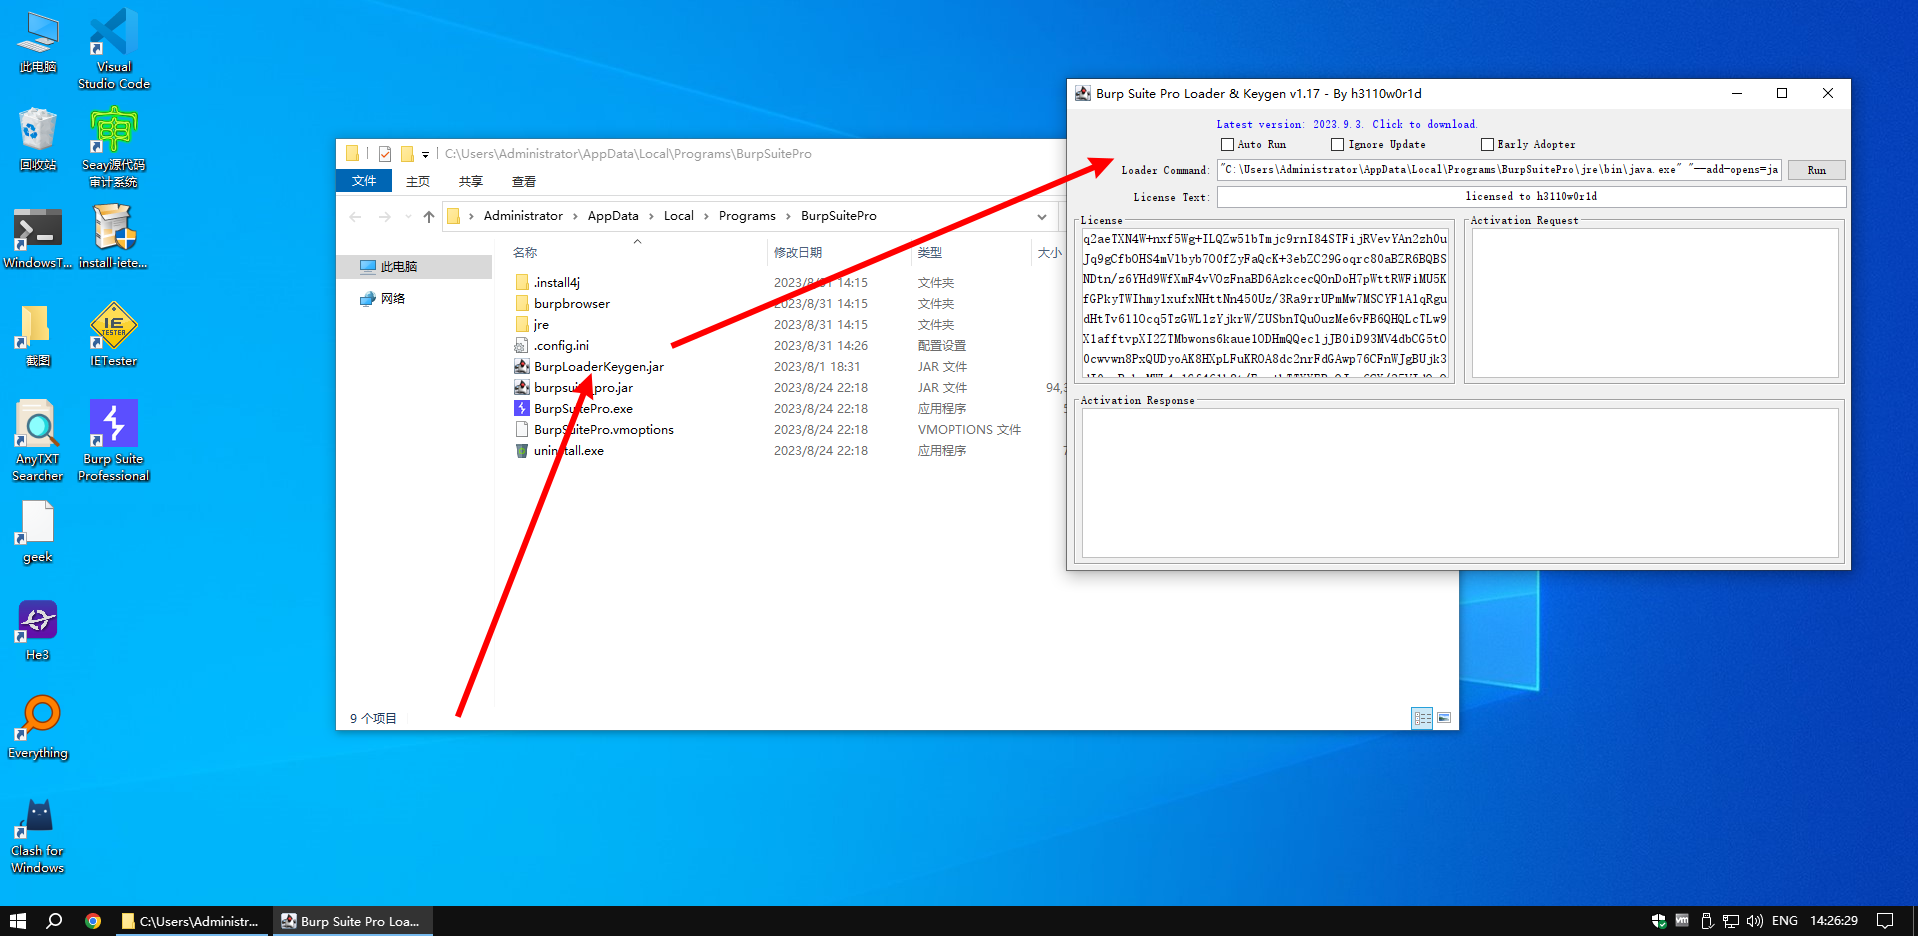 此电脑
Visual
Studio Code
回收站
Seay源代码
审计系统
WindowsT...
install-iete...
截图
IETester
AnyTXT
Searcher
Burp Suite
Professional
geek
He3
Everything
Clash for
Windows
C:\Users\Administrator\AppData\Local\Programs\BurpSuitePro
文件 主页 共享 查看
Administrator > AppData > Local > Programs > BurpSuitePro
名称 修改日期 类型 大小
此电脑
网络
.install4j 2023/8/31 14:15 文件夹
burpbrowser 2023/8/31 14:15 文件夹
jre 2023/8/31 14:15 文件夹
.config.ini 2023/8/31 14:26 配置设置
BurpLoaderKeygen.jar 2023/8/1 18:31 JAR 文件
burpsuite_pro.jar 2023/8/24 22:18 JAR 文件 94,
BurpSuitePro.exe 2023/8/24 22:18 应用程序
BurpSuitePro.vmoptions 2023/8/24 22:18 VMOPTIONS 文件
uninstall.exe 2023/8/24 22:18 应用程序
9 个项目
Burp Suite Pro Loader & Keygen v1.17 - By h3110w0r1d
Latest version: 2023.9.3. Click to download.
Auto Run Ignore Update Early Adopter
Loader Command: "C:\Users\Administrator\AppData\Local\Programs\BurpSuitePro\jre\bin\java.exe" "--add-opens=ja Run
License Text: licensed to h3110w0r1d
License
q2aeTXN4W+nxf5Wg+ILQZw51bTmjc9rnI84STFijRVevYAn2zh0u
Jq9gCfbOHS4mV1byb7O0fZyFaQcK+3ebZC29Goqrc80aBZR6BQBS
NDtn/z6YHd9WfXmF4vVOzFnaBD6AzkcecQOnDoH7pWttRWFiMU5K
fGPkyTWIhmylxufxNHttNn450Uz/3Ra9rrUPmMw7MSCYF1A1qRgu
dHtTv61lOcq5TzGWL1zYjkrW/ZUSbnTQuOuzMe6vFB6QHQLcTLw9
X1afftvpXI2ZTMbwons6kaue1ODHmQQec1jJB0iD93MV4dbCG5tO
0cwvwn8PxQUDyoAK8HXpLFuKROA8dc2nrFdGAwp76CFnWJgBUjk3
Activation Request
Activation Response
C:\Users\Administr...
Burp Suite Pro Loa...
ENG
14:26:29